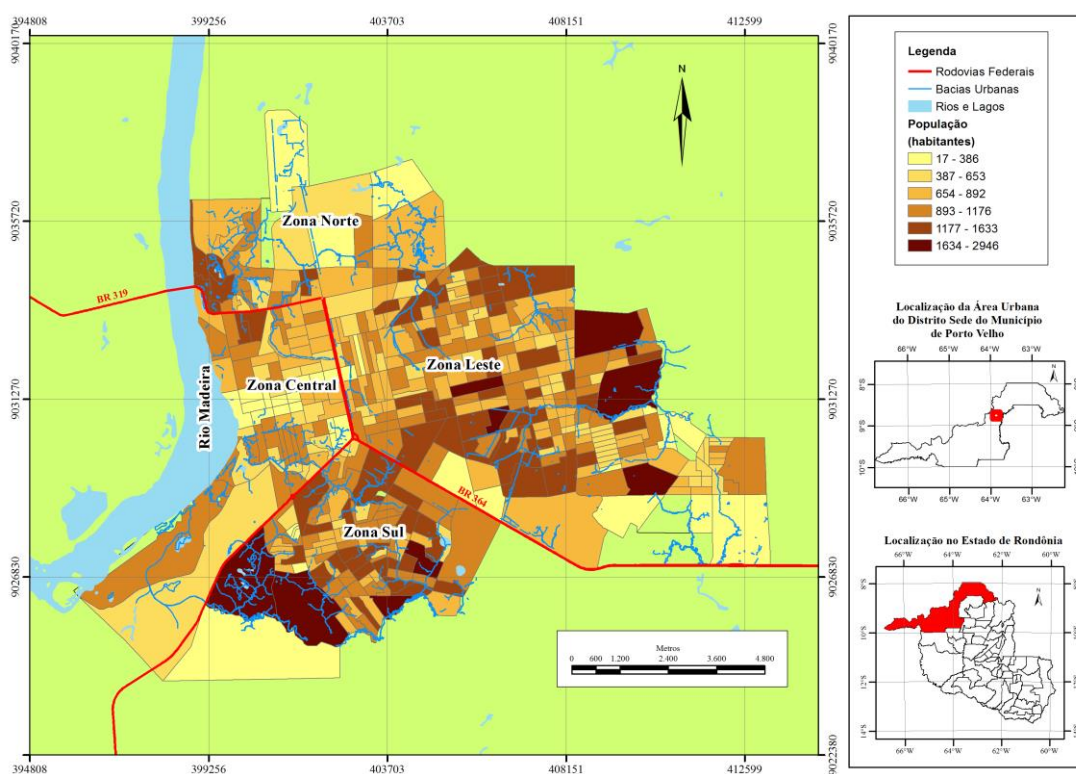 394808
399256
403703
408151
412599
9040170
9040170
N
Zona Norte
9035720
9035720
BR 319
Zona Leste
Zona Central
9031270
9031270
Rio Madeira
BR 364
Zona Sul
9026830
9026830
Metros
0 600 1.200 2.400 3.600 4.800
9022380
9022380
394808
399256
403703
408151
412599
Legenda
Rodovias Federais
Bacias Urbanas
Rios e Lagos
População
(habitantes)
17 - 386
387 - 653
654 - 892
893 - 1176
1177 - 1633
1634 - 2946
Localização da Área Urbana
do Distrito Sede do Município
de Porto Velho
66°W 64°W 63°W
N
8°S
9°S
10°S
66°W 64°W 63°W
Localização no Estado de Rondônia
66°W 64°W 62°W 60°W
N
8°S
10°S
12°S
14°S
66°W 64°W 62°W 60°W